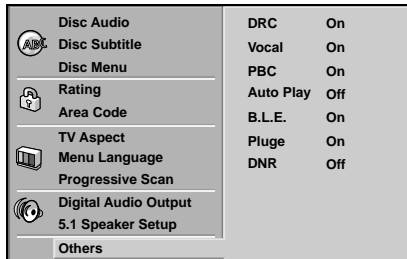 Disc Audio
ABC
Disc Subtitle
Disc Menu
Rating
Area Code
TV Aspect
Menu Language
Progressive Scan
Digital Audio Output
5.1 Speaker Setup
Others
DRC On
Vocal On
PBC On
Auto Play Off
B.L.E. On
Pluge On
DNR Off